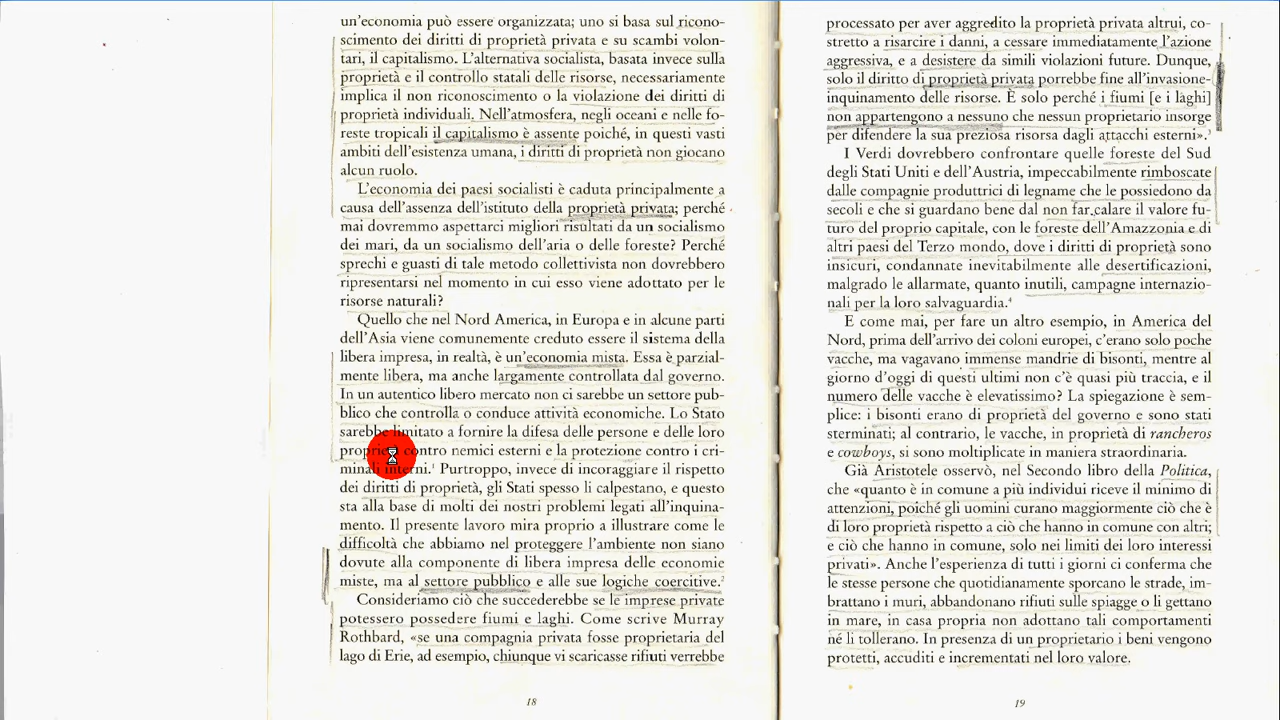 un'economia può essere organizzata; uno si basa sul ricono-
scimento dei diritti di proprietà privata e su scambi volon-
tari, il capitalismo. L'alternativa socialista, basata invece sulla
proprietà e il controllo statali delle risorse, necessariamente
implica il non riconoscimento o la violazione dei diritti di
proprietà individuali. Nell'atmosfera, negli oceani e nelle fo-
reste tropicali il capitalismo è assente poiché, in questi vasti
ambiti dell'esistenza umana, i diritti di proprietà non giocano
alcun ruolo.
L'economia dei paesi socialisti è caduta principalmente a
causa dell'assenza dell'istituto della proprietà privata; perché
mai dovremmo aspettarci migliori risultati da un socialismo
dei mari, da un socialismo dell'aria o delle foreste? Perché
sprechi e guasti di tale metodo collettivista non dovrebbero
ripresentarsi nel momento in cui esso viene adottato per le
risorse naturali?
Quello che nel Nord America, in Europa e in alcune parti
dell'Asia viene comunemente creduto essere il sistema della
libera impresa, in realtà, è un'economia mista. Essa è parzial-
mente libera, ma anche largamente controllata dal governo.
In un autentico libero mercato non ci sarebbe un settore pub-
blico che controlla o conduce attività economiche. Lo Stato
sarebbe limitato a fornire la difesa delle persone e delle loro
proprietà contro nemici esterni e la protezione contro i cri-
minali interni.¹ Purtroppo, invece di incoraggiare il rispetto
dei diritti di proprietà, gli Stati spesso li calpestano, e questo
sta alla base di molti dei nostri problemi legati all'inquina-
mento. Il presente lavoro mira proprio a illustrare come le
difficoltà che abbiamo nel proteggere l'ambiente non siano
dovute alla componente di libera impresa delle economie
miste, ma al settore pubblico e alle sue logiche coercitive.²
Consideriamo ciò che succederebbe se le imprese private
potessero possedere fiumi e laghi. Come scrive Murray
Rothbard, «se una compagnia privata fosse proprietaria del
lago di Erie, ad esempio, chiunque vi scaricasse rifiuti verrebbe
18
processato per aver aggredito la proprietà privata altrui, co-
stretto a risarcire i danni, a cessare immediatamente l'azione
aggressiva, e a desistere da simili violazioni future. Dunque,
solo il diritto di proprietà privata porrebbe fine all'invasione-
inquinamento delle risorse. È solo perché i fiumi [e i làghi]
non appartengono a nessuno che nessun proprietario insorge
per difendere la sua preziosa risorsa dagli attacchi esterni».³
I Verdi dovrebbero confrontare quelle foreste del Sud
degli Stati Uniti e dell'Austria, impeccabilmente rimboscate
dalle compagnie produttrici di legname che le possiedono da
secoli e che si guardano bene dal non far calare il valore fu-
turo del proprio capitale, con le foreste dell'Amazzonia e di
altri paesi del Terzo mondo, dove i diritti di proprietà sono
insicuri, condannate inevitabilmente alle desertificazioni,
malgrado le allarmate, quanto inutili, campagne internazio-
nali per la loro salvaguardia.⁴
E come mai, per fare un altro esempio, in America del
Nord, prima dell'arrivo dei coloni europei, c'erano solo poche
vacche, ma vagavano immense mandrie di bisonti, mentre al
giorno d'oggi di questi ultimi non c'è quasi più traccia, e il
numero delle vacche è elevatissimo? La spiegazione è sem-
plice: i bisonti erano di proprietà del governo e sono stati
sterminati; al contrario, le vacche, in proprietà di rancheros
e cowboys, si sono moltiplicate in maniera straordinaria.
Già Aristotele osservò, nel Secondo libro della Politica,
che «quanto è in comune a più individui riceve il minimo di
attenzioni, poiché gli uomini curano maggiormente ciò che è
di loro proprietà rispetto a ciò che hanno in comune con altri;
e ciò che hanno in comune, solo nei limiti dei loro interessi
privati». Anche l'esperienza di tutti i giorni ci conferma che
le stesse persone che quotidianamente sporcano le strade, im-
brattano i muri, abbandonano rifiuti sulle spiagge o li gettano
in mare, in casa propria non adottano tali comportamenti
né li tollerano. In presenza di un proprietario i beni vengono
protetti, accuditi e incrementati nel loro valore.
19